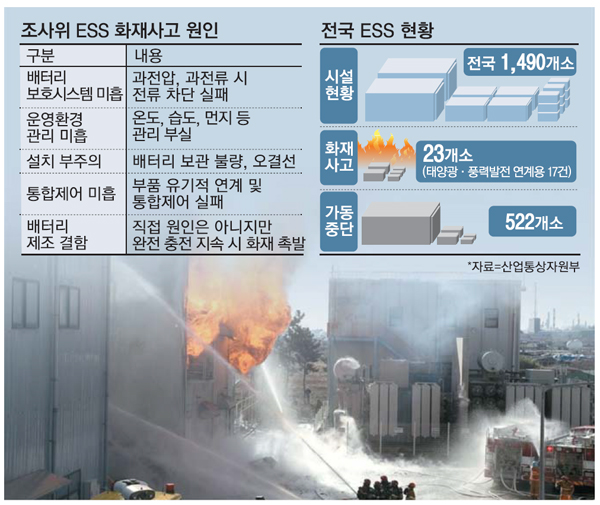 조사위 ESS 화재사고 원인
구분 내용
배터리
보호시스템 미흡
과전압, 과전류 시
전류 차단 실패
운영환경
관리 미흡
온도, 습도, 먼지 등
관리 부실
설치 부주의 배터리 보관 불량, 오결선
통합제어 미흡
부품 유기적 연계 및
통합제어 실패
배터리
제조 결함
직접 원인은 아니지만
완전 충전 지속 시 화재 촉발
전국 ESS 현황
시설
현황
전국 1,490개소
화재
사고
23개소
(태양광·풍력발전 연계용 17건)
가동
중단
522개소
*자료=산업통상자원부